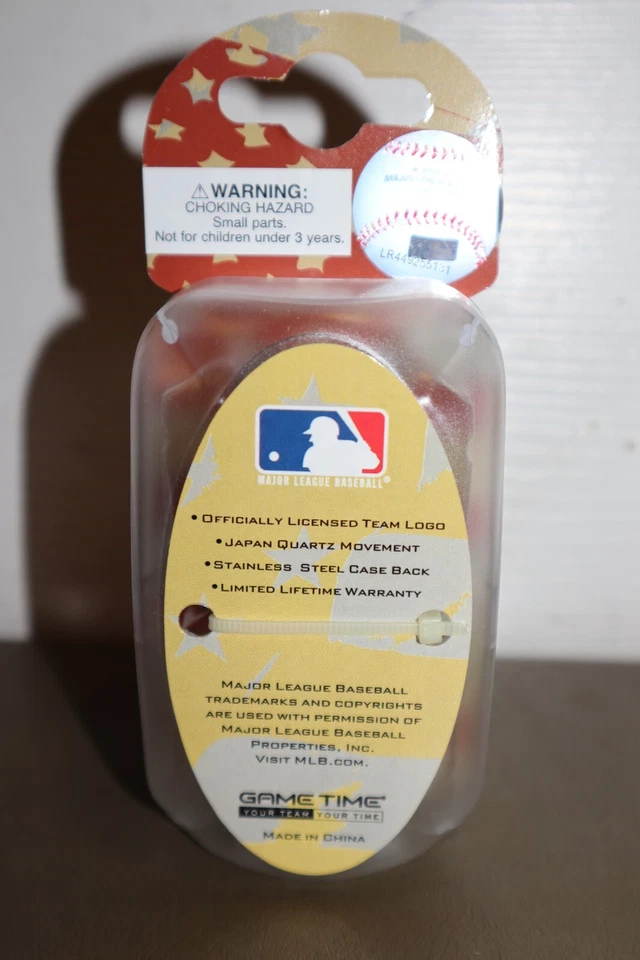 ⚠WARNING:
CHOKING HAZARD
Small parts.
Not for children under 3 years.
MAJOR LEAGUE BASEBALL®
• OFFICIALLY LICENSED TEAM LOGO
• JAPAN QUARTZ MOVEMENT
• STAINLESS STEEL CASE BACK
• LIMITED LIFETIME WARRANTY
MAJOR LEAGUE BASEBALL
TRADEMARKS AND COPYRIGHTS
ARE USED WITH PERMISSION OF
MAJOR LEAGUE BASEBALL
PROPERTIES, INC.
VISIT MLB.COM.
GAME TIME®
YOUR TEAM YOUR TIME
MADE IN CHINA